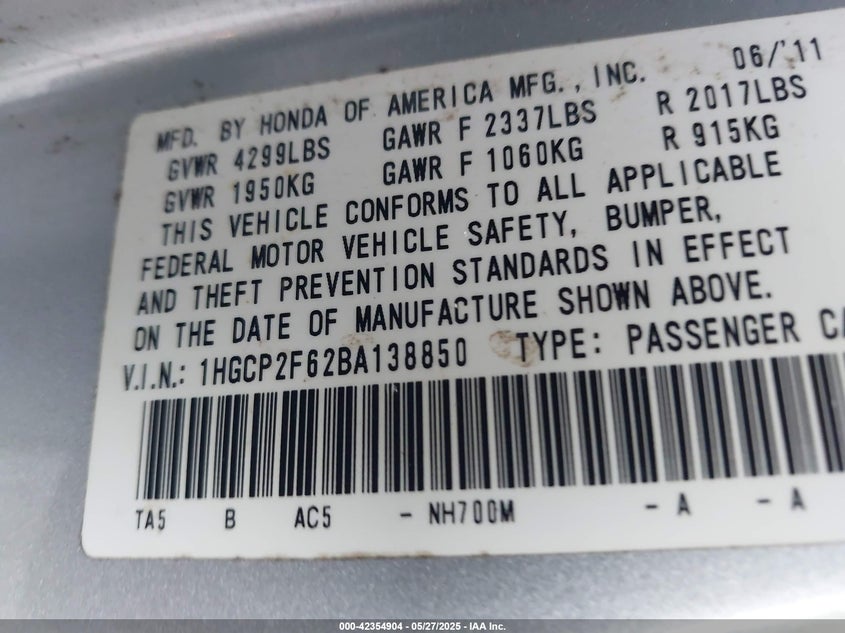 MFD. BY HONDA OF AMERICA MFG., INC. 06/'11
GVWR 4299LBS GAWR F 2337LBS R 2017LBS
GVWR 1950KG GAWR F 1060KG R 915KG
THIS VEHICLE CONFORMS TO ALL APPLICABLE
FEDERAL MOTOR VEHICLE SAFETY, BUMPER,
AND THEFT PREVENTION STANDARDS IN EFFECT
ON THE DATE OF MANUFACTURE SHOWN ABOVE.
V.I.N.: 1HGCP2F62BA138850 TYPE: PASSENGER CA
TA5 B AC5 - NH700M - A - A
000-42354904 - 05/27/2025 - IAA Inc.